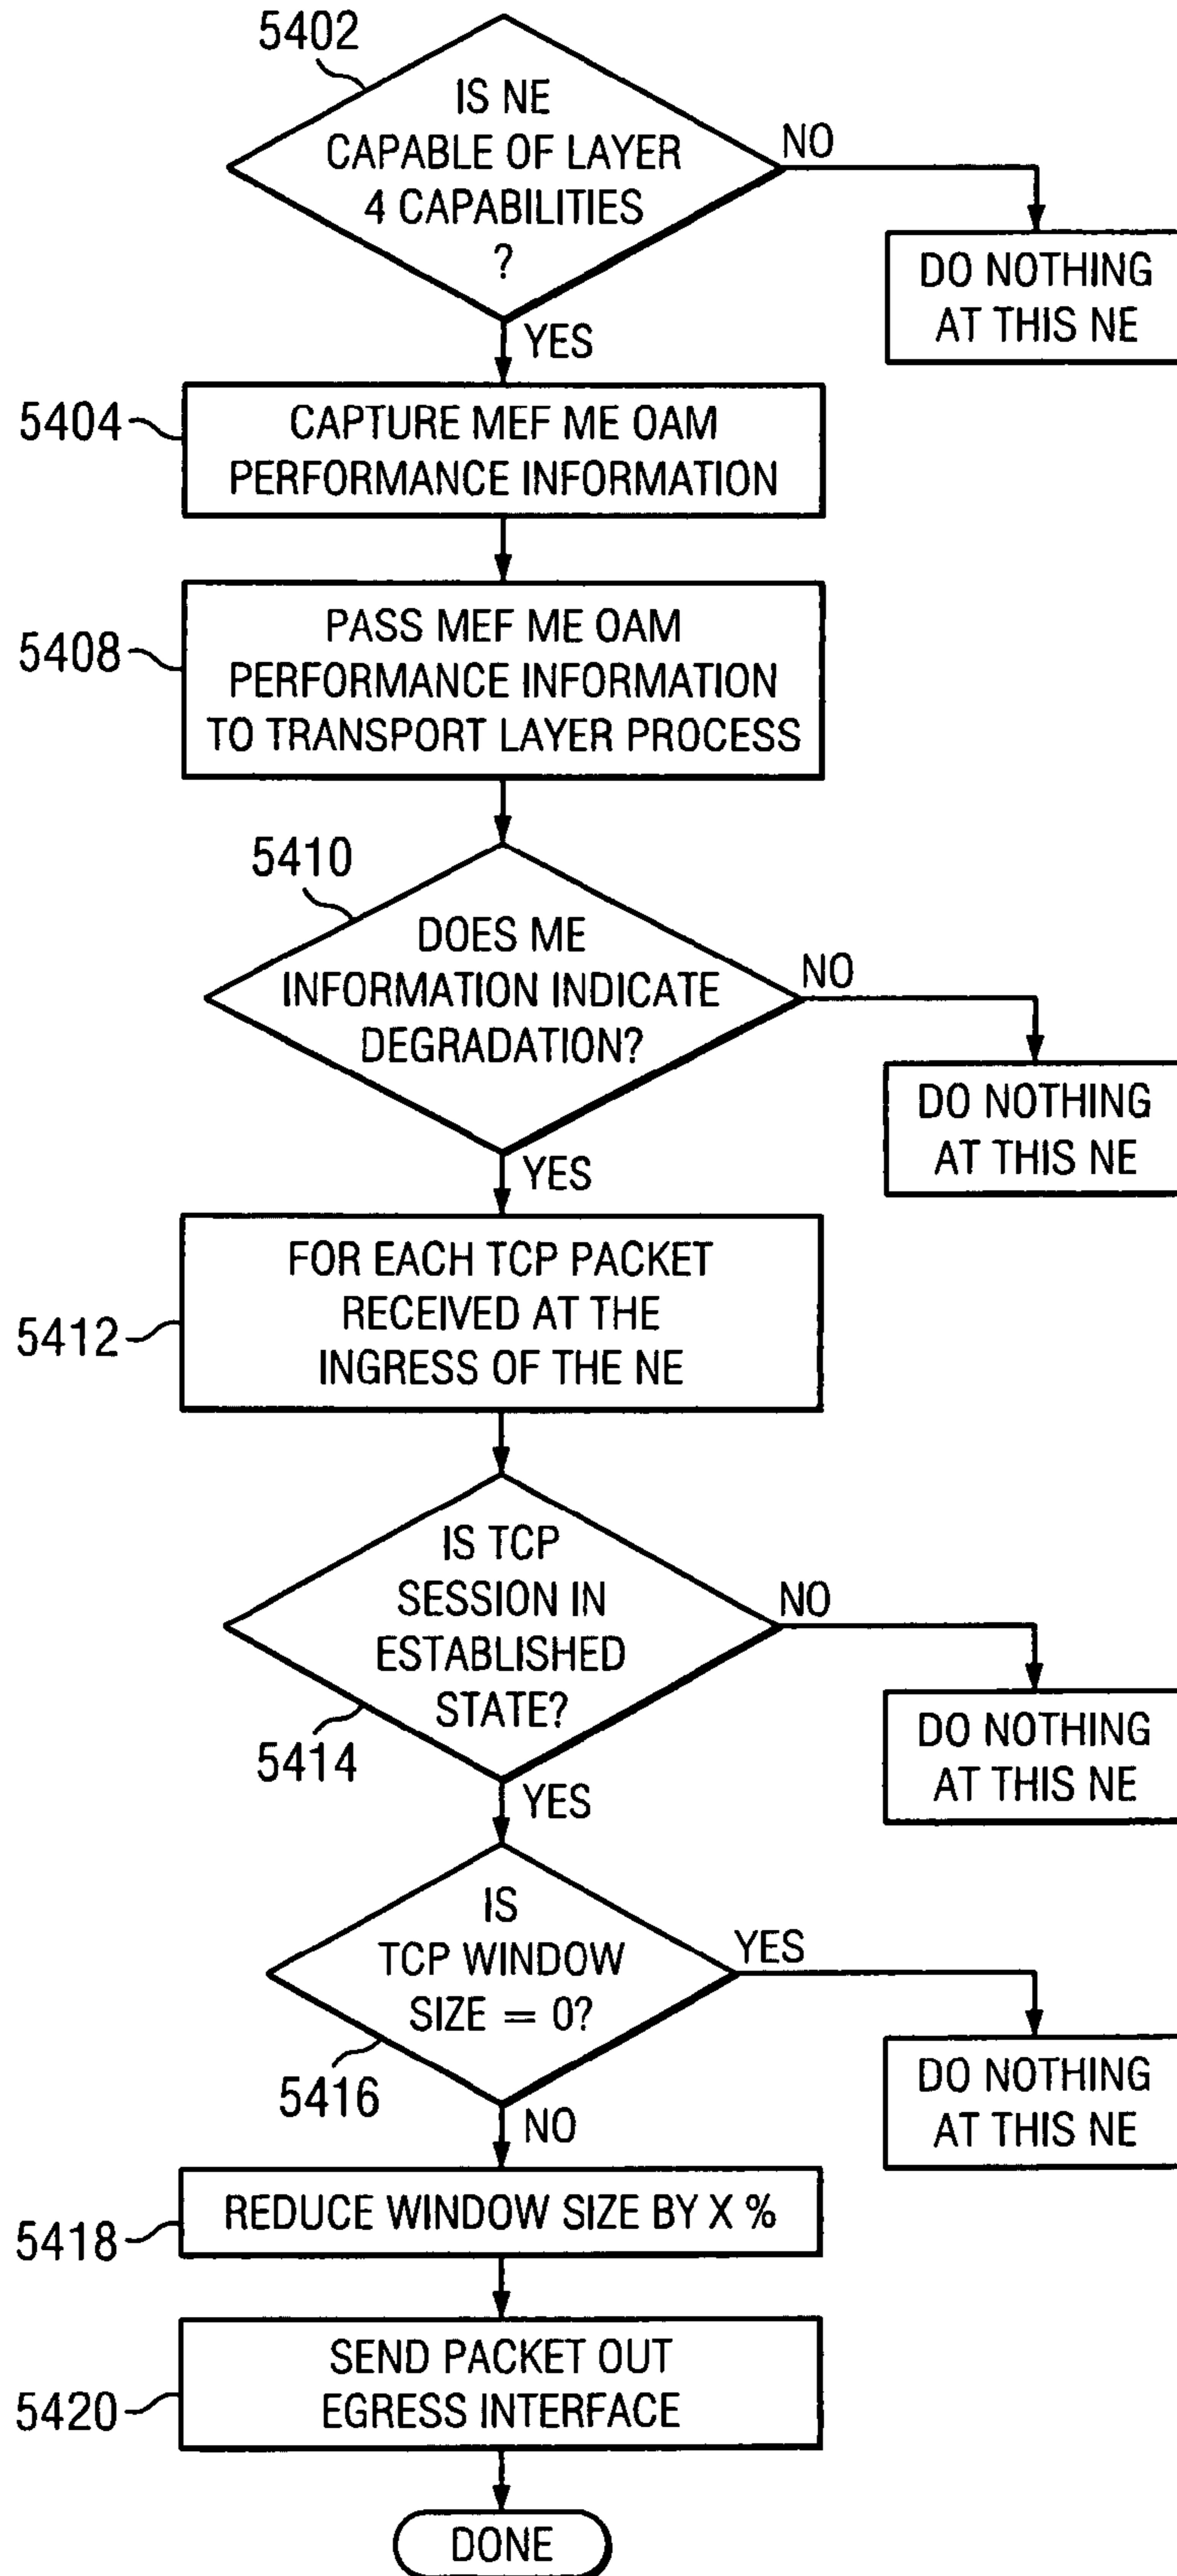 5402
IS NE
CAPABLE OF LAYER
4 CAPABILITIES
?
NO
DO NOTHING
AT THIS NE
YES
5404
CAPTURE MEF ME OAM
PERFORMANCE INFORMATION
5408
PASS MEF ME OAM
PERFORMANCE INFORMATION
TO TRANSPORT LAYER PROCESS
5410
DOES ME
INFORMATION INDICATE
DEGRADATION?
NO
DO NOTHING
AT THIS NE
YES
5412
FOR EACH TCP PACKET
RECEIVED AT THE
INGRESS OF THE NE
IS TCP
SESSION IN
ESTABLISHED
STATE?
5414
NO
DO NOTHING
AT THIS NE
YES
IS
TCP WINDOW
SIZE = 0?
5416
YES
DO NOTHING
AT THIS NE
NO
5418
REDUCE WINDOW SIZE BY X %
5420
SEND PACKET OUT
EGRESS INTERFACE
DONE